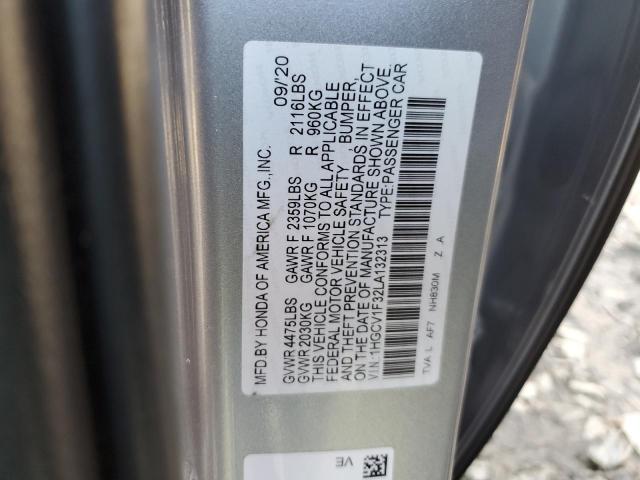 MFD.BY HONDA OF AMERICA MFG.,INC. 09/'20
GVWR 4475LBS GAWR F 2359LBS R 2116LBS
GVWR 2030KG GAWR F 1070KG R 960KG
THIS VEHICLE CONFORMS TO ALL APPLICABLE
FEDERAL MOTOR VEHICLE SAFETY , BUMPER,
AND THEFT PREVENTION STANDARDS IN EFFECT
ON THE DATE OF MANUFACTURE SHOWN ABOVE.
VIN:1HGCV1F32LA132313 TYPE:PASSENGER CAR
TVA L AF7 NH830M Z A
VE